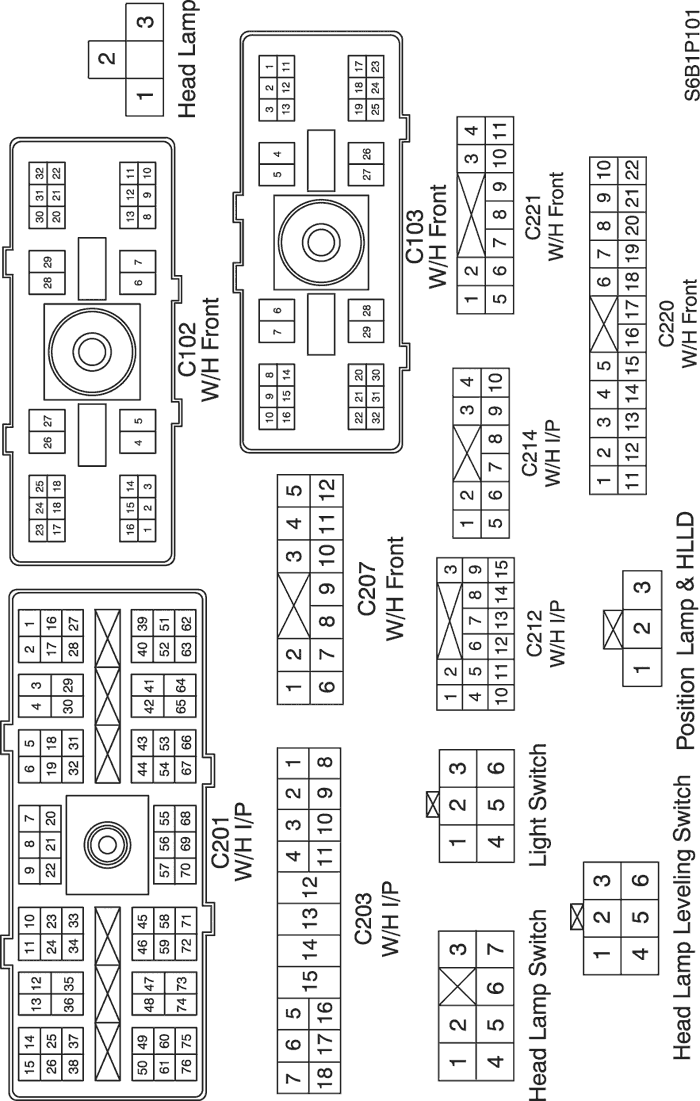 15 14
26 25
38 37
13 12
36 35
11 10
24 23
34 33
9 8 7
22 21 20
6 5
19 18
32 31
4 3
30 29
2 1
17 16
28 27
50 49
61 60
76 75
48 47
74 73
46 45
59 58
72 71
57 56 55
70 69 68
44 43
54 53
67 66
42 41
65 64
40 39
52 51
63 62
C201
W/H I/P
23 24 25
17 18 18
26 27
28 29
30 31 32
20 21 22
16 15 14
1 2 3
4 5
6 7
13 12 11
8 9 10
C102
W/H Front
2
1 3
Head Lamp
7 6 5 4 3 2 1
18 17 16 15 14 13 12 11 10 9 8
C203
W/H I/P
1 2 3 4 5
6 7 8 9 10 11 12
C207
W/H Front
10 9 8
16 15 14
7 6
5 4
3 2 1
13 12 11
22 21 20
32 31 30
29 28
27 26
19 18 17
25 24 23
C103
W/H Front
1 2 3
4 5 6 7
Head Lamp Switch
1 2 3
4 5 6
Light Switch
1 2 3
4 5 6 7 8 9
10 11 12 13 14 15
C212
W/H I/P
1 2 3 4
5 6 7 8 9 10
C214
W/H I/P
1 2 3 4
5 6 7 8 9 10 11
C221
W/H Front
1 2 3
4 5 6
Head Lamp Leveling Switch
1 2 3
Position Lamp & HLLD
1 2 3 4 5 6 7 8 9 10
11 12 13 14 15 16 17 18 19 20 21 22
C220
W/H Front
S6B1P101